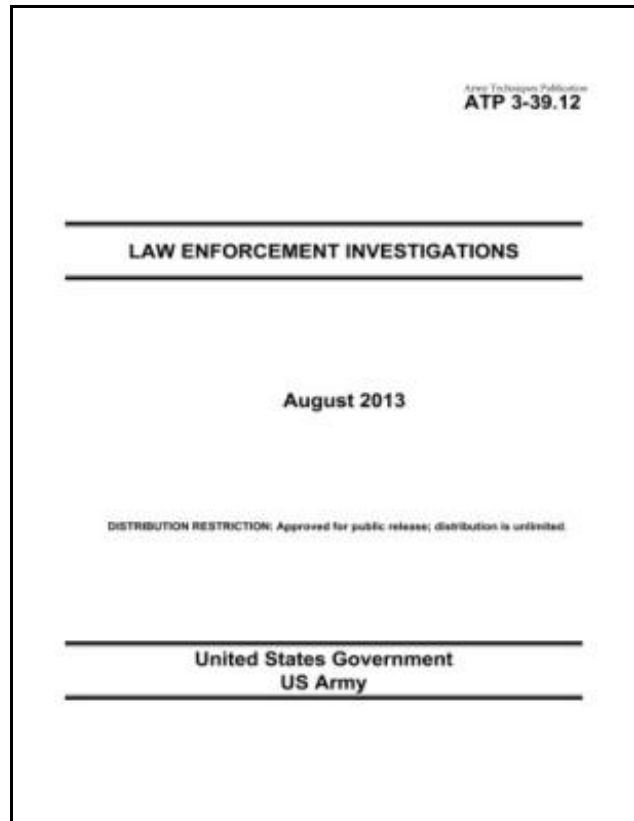 Army Techniques Publication
ATP 3-39.12
LAW ENFORCEMENT INVESTIGATIONS
August 2013
DISTRIBUTION RESTRICTION: Approved for public release; distribution is unlimited.
United States Government
US Army